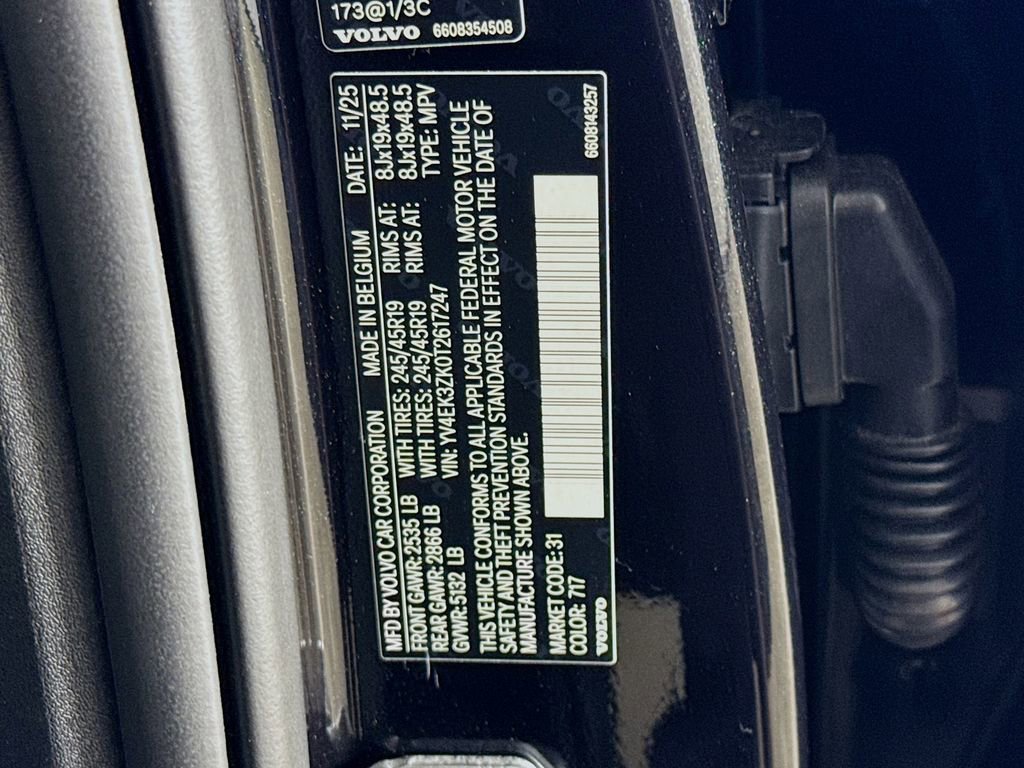 173@1/3C
VOLVO 6608354508
MFD BY VOLVO CAR CORPORATION MADE IN BELGIUM DATE: 11/25
FRONT GAWR: 2535 LB WITH TIRES: 245/45R19 RIMS AT: 8Jx19x48.5
REAR GAWR: 2866 LB WITH TIRES: 245/45R19 RIMS AT: 8Jx19x48.5
GVWR: 5132 LB VIN: YV4EK3ZK0T2617247 TYPE: MPV
THIS VEHICLE CONFORMS TO ALL APPLICABLE FEDERAL MOTOR VEHICLE
SAFETY AND THEFT PREVENTION STANDARDS IN EFFECT ON THE DATE OF
MANUFACTURE SHOWN ABOVE.
MARKET CODE: 31
COLOR: 717
VOLVO 6608143257